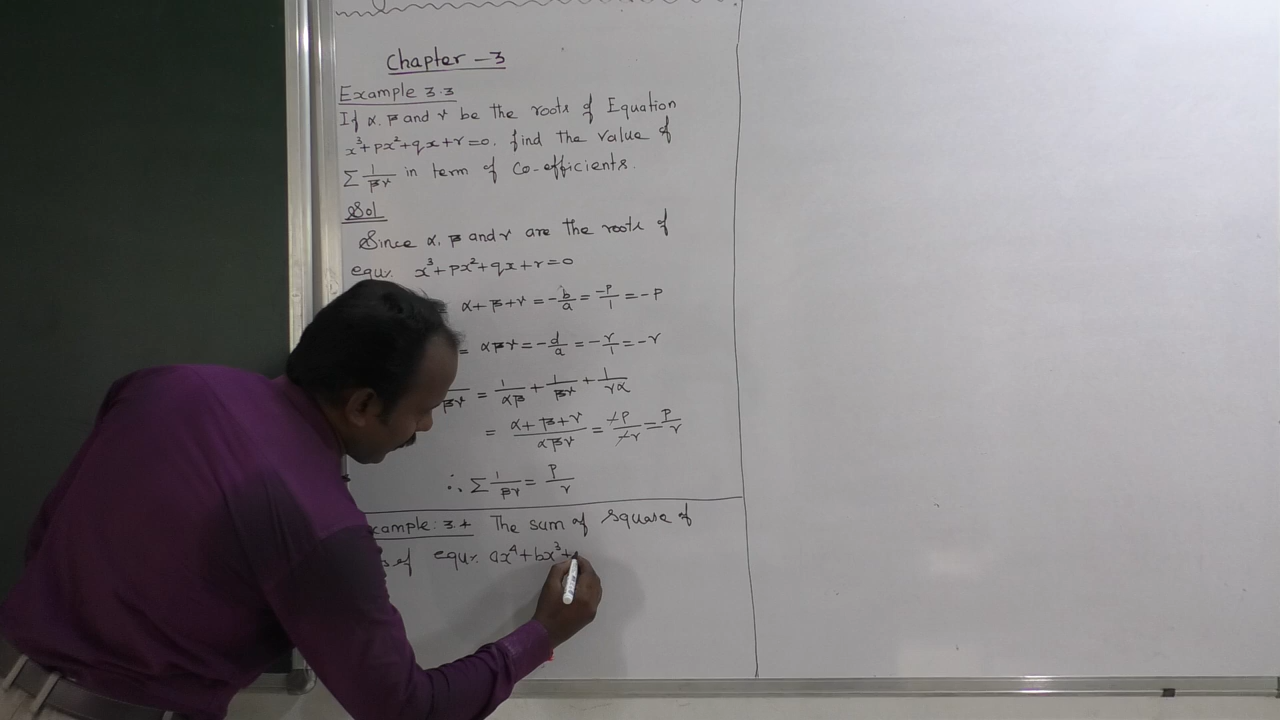 Chapter - 3
Example 3.3
If α, β and γ be the roots of Equation
x³+px²+qx+r=0. find the value of
Σ 1/βγ in term of Co-efficients.
Sol
Since α, β and γ are the roots of
equ. x³+px²+qx+r=0
= α+β+γ = -b/a = -p/1 = -p
= αβγ = -d/a = -r/1 = -r
βγ = 1/αβ + 1/βγ + 1/γα
= α+β+γ/αβγ = -p/-r = p/r
∴ Σ 1/βγ = p/r
xample: 3.4 The sum of square of
of equ. ax⁴+bx³+